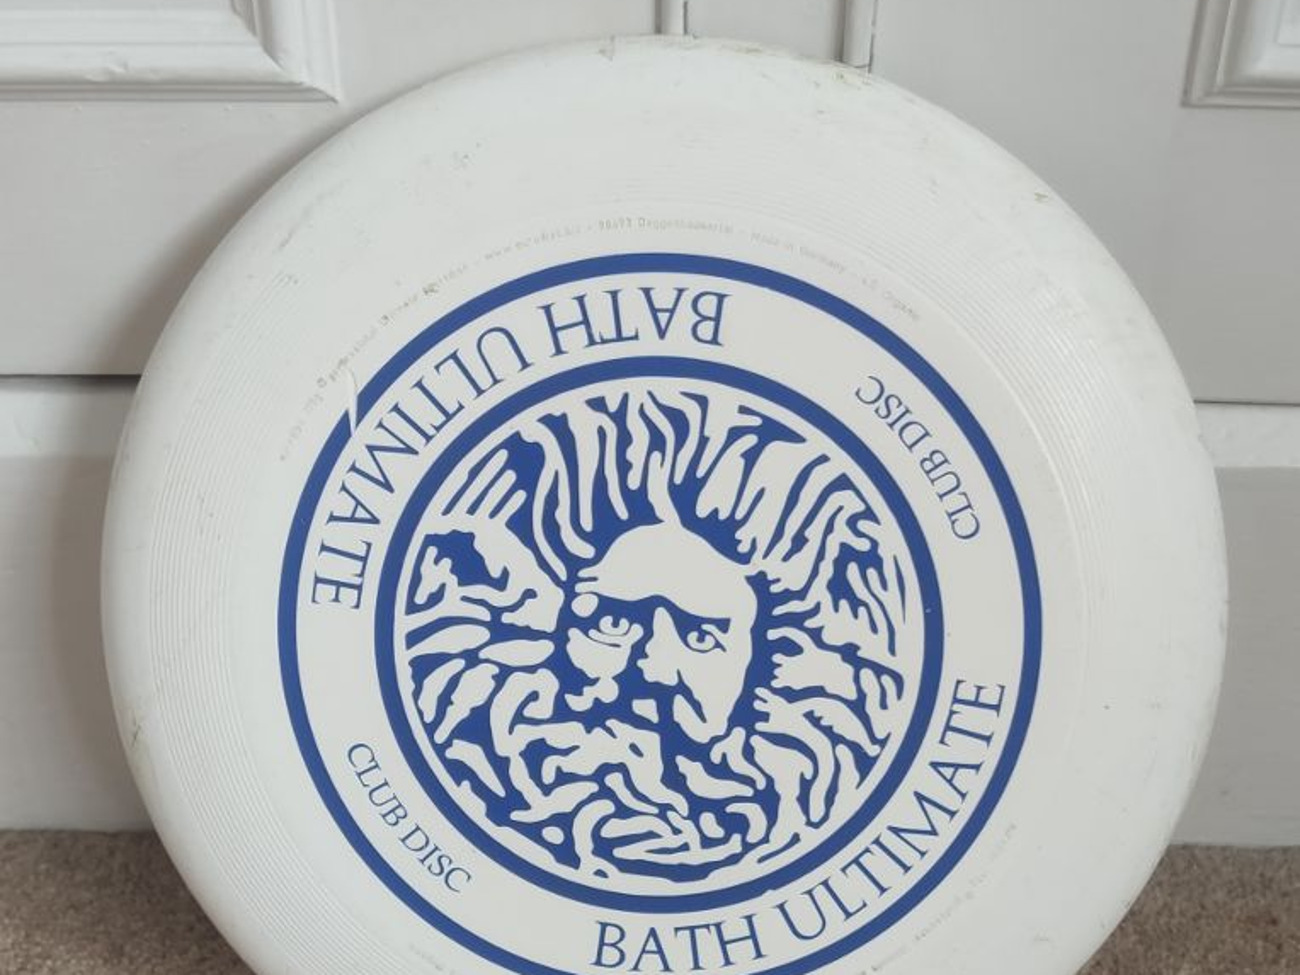 BATH ULTIMATE
CLUB DISC
BATH ULTIMATE
CLUB DISC
Made in Germany